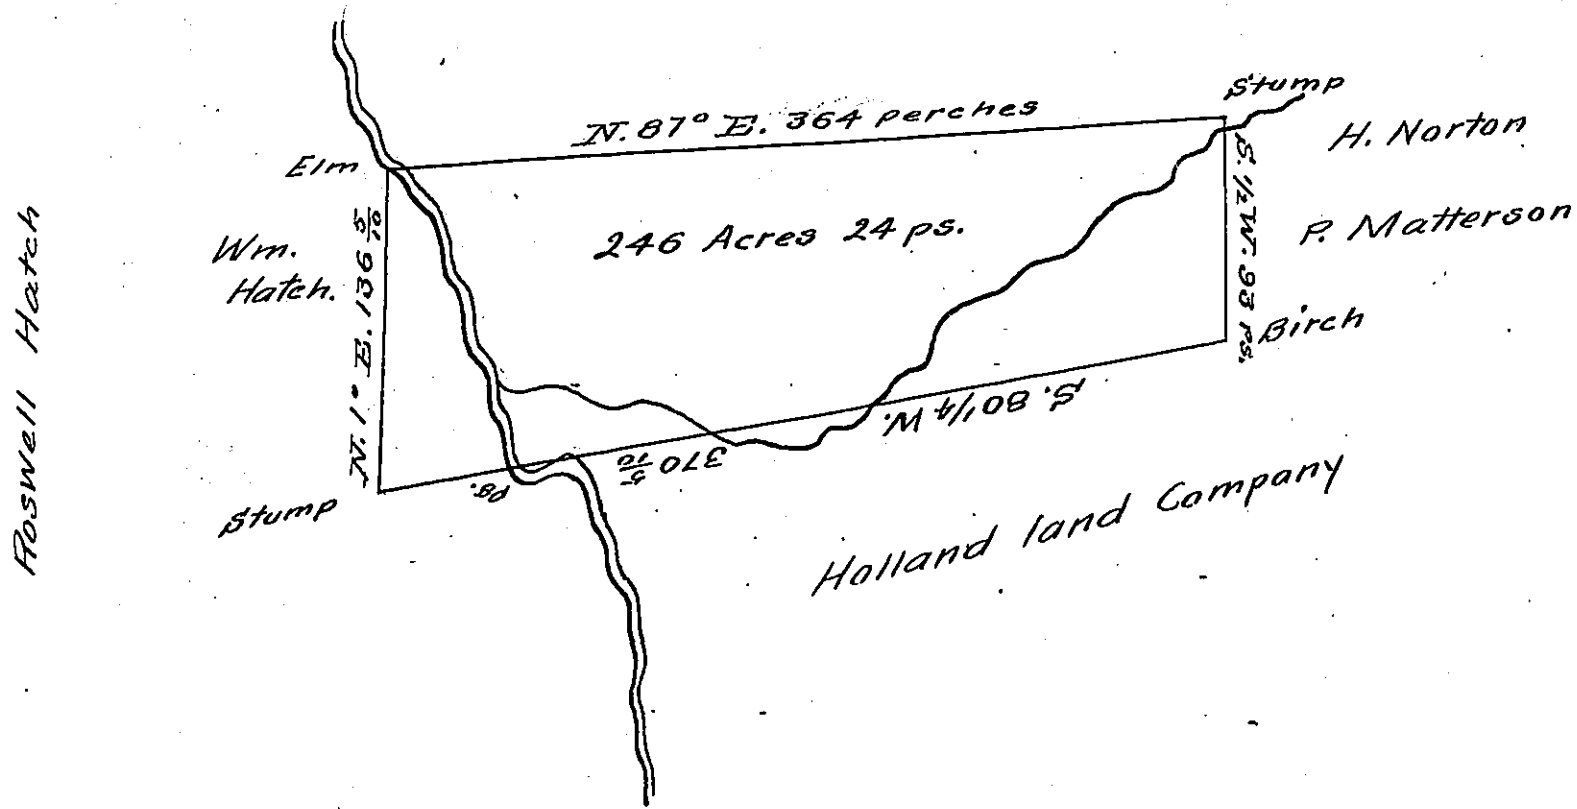 Stump
N. 87° E. 364 perches
H. Norton
Elm
S. ½ W. 93 ps.
P. Matterson
246 Acres 24 ps.
Wm.
Hatch.
N. 1° E. 136 5/10
Roswell Hatch
Birch
S. 80 1/4 W.
370 5/10
Ps.
Stump
Holland land Company